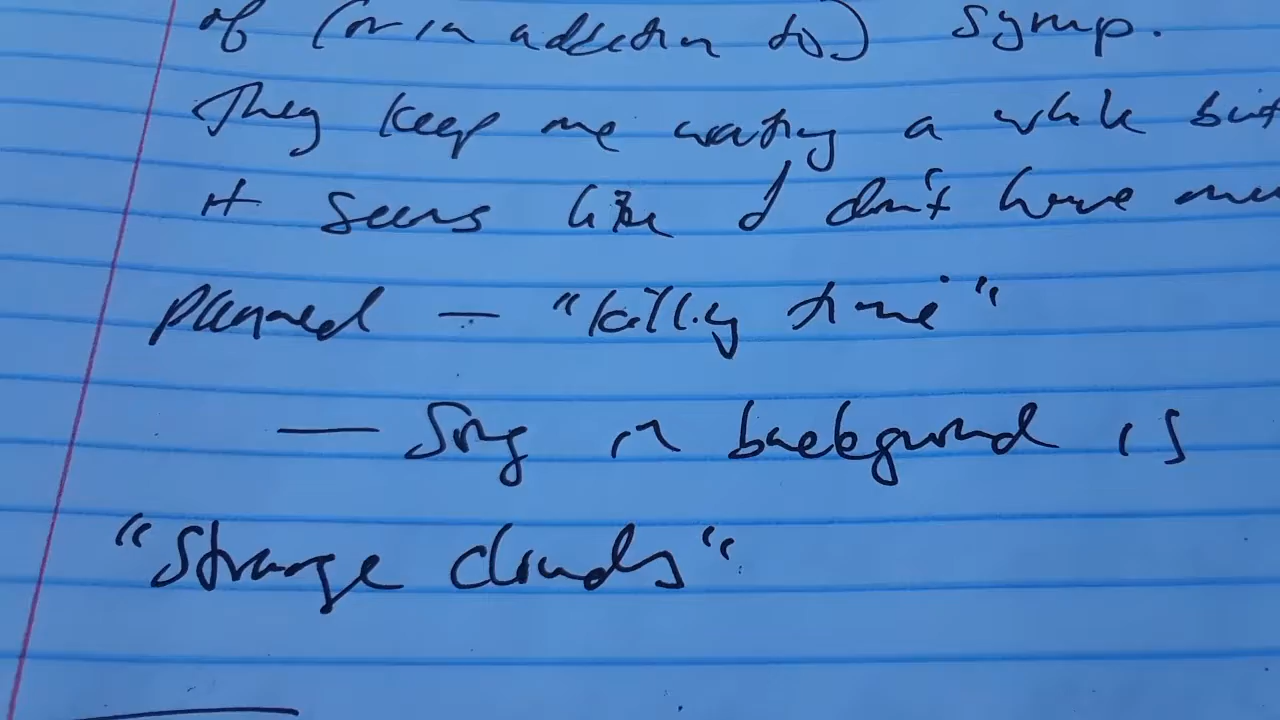 of (or in addition to) syrup.
They keep me waiting a while but
it seems like I don't have
planned — "killing time"
— Song in background is
"Strange clouds"